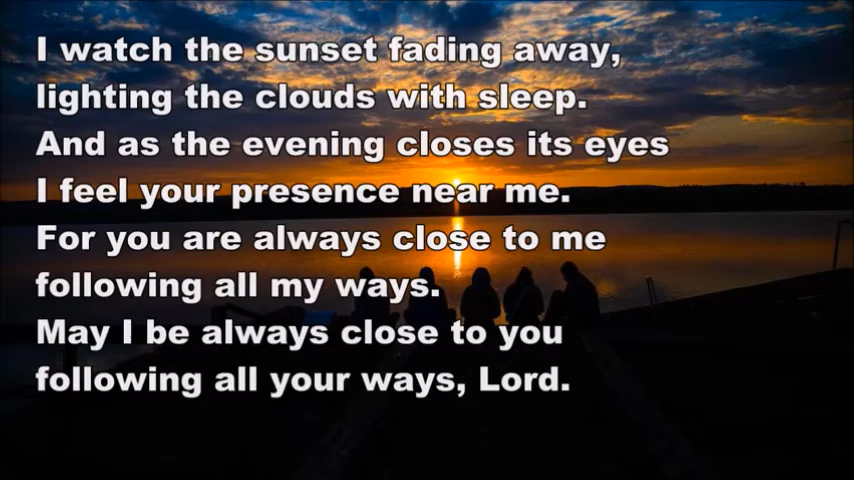 I watch the sunset fading away,
lighting the clouds with sleep.
And as the evening closes its eyes
I feel your presence near me.
For you are always close to me
following all my ways.
May I be always close to you
following all your ways, Lord.